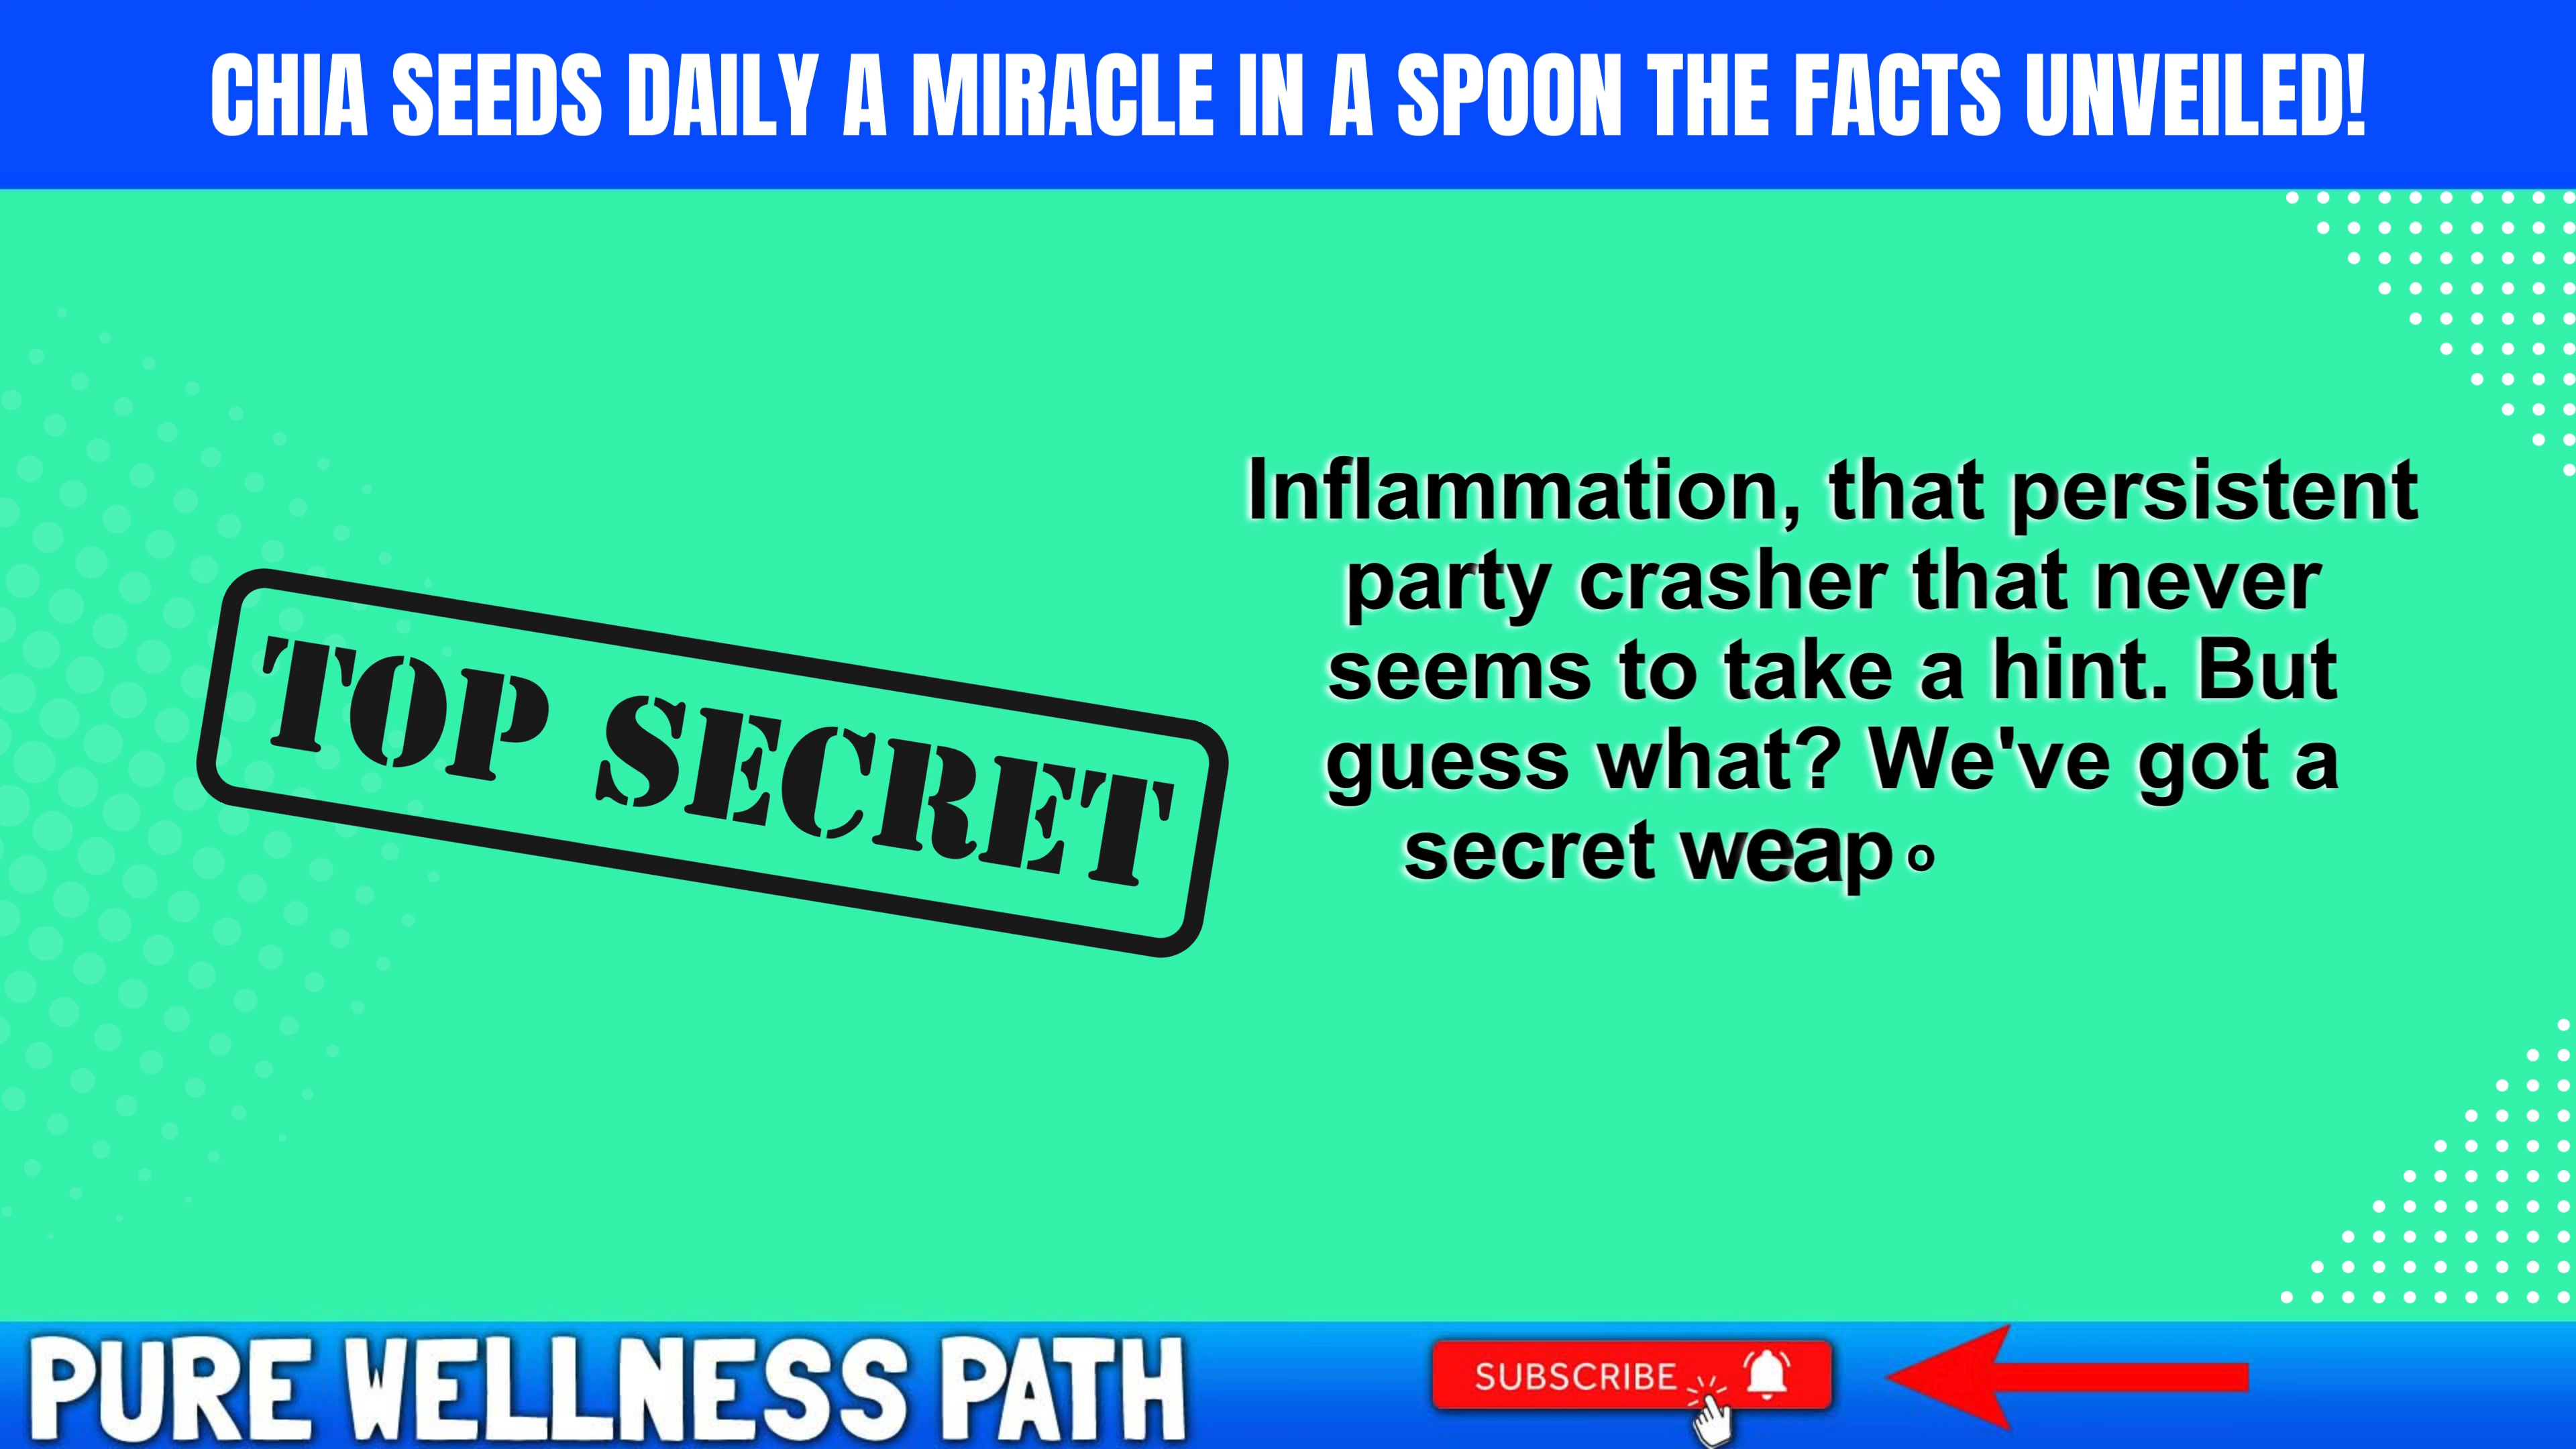 CHIA SEEDS DAILY A MIRACLE IN A SPOON THE FACTS UNVEILED!
TOP SECRET
Inflammation, that persistent
party crasher that never
seems to take a hint. But
guess what? We've got a
secret weapo
PURE WELLNESS PATH
SUBSCRIBE